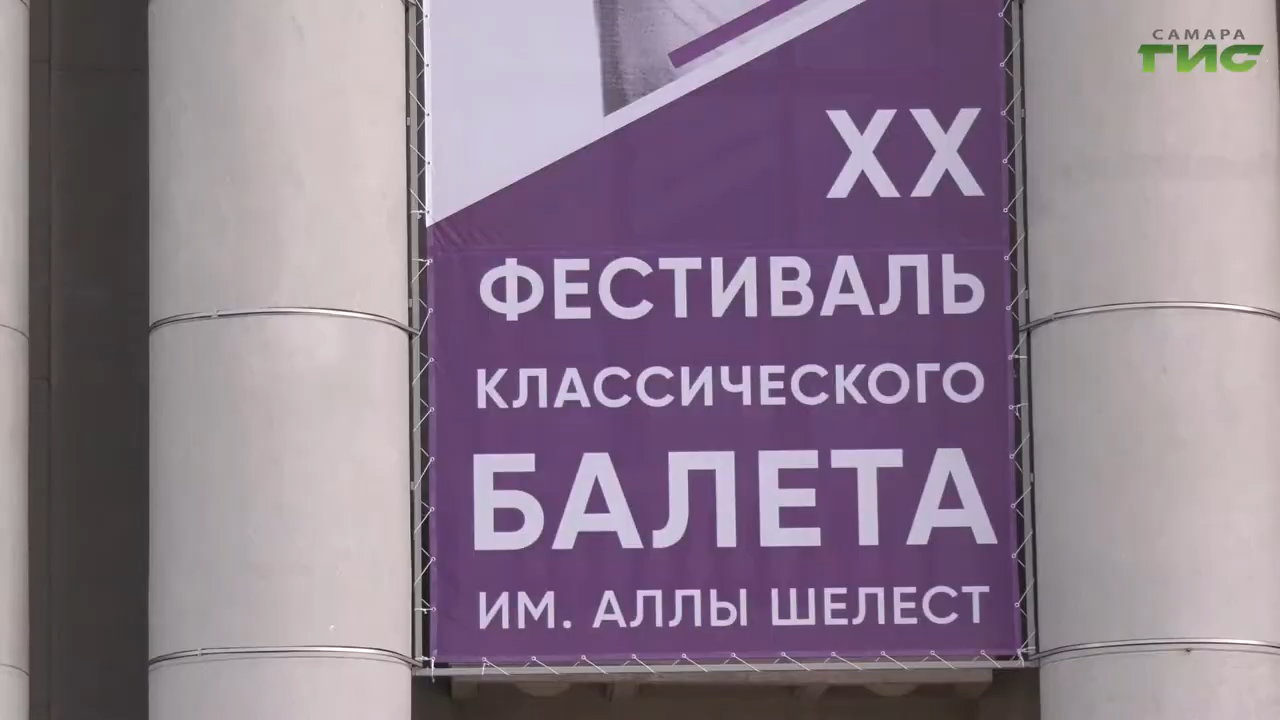 САМАРА
ГИС
XX
ФЕСТИВАЛЬ
КЛАССИЧЕСКОГО
БАЛЕТА
ИМ. АЛЛЫ ШЕЛЕСТ